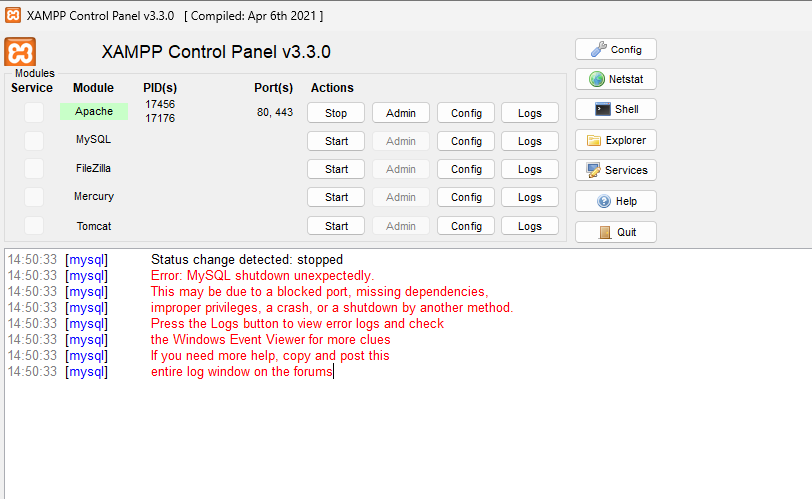 XAMPP Control Panel v3.3.0 [ Compiled: Apr 6th 2021 ]
XAMPP Control Panel v3.3.0
Config
Modules
Service Module PID(s) Port(s) Actions
Netstat
Apache 17456 17176 80, 443 Stop Admin Config Logs
Shell
MySQL Start Admin Config Logs
Explorer
FileZilla Start Admin Config Logs
Services
Mercury Start Admin Config Logs
Help
Tomcat Start Admin Config Logs
Quit
14:50:33 [mysql] Status change detected: stopped
14:50:33 [mysql] Error: MySQL shutdown unexpectedly.
14:50:33 [mysql] This may be due to a blocked port, missing dependencies,
14:50:33 [mysql] improper privileges, a crash, or a shutdown by another method.
14:50:33 [mysql] Press the Logs button to view error logs and check
14:50:33 [mysql] the Windows Event Viewer for more clues
14:50:33 [mysql] If you need more help, copy and post this
14:50:33 [mysql] entire log window on the forums